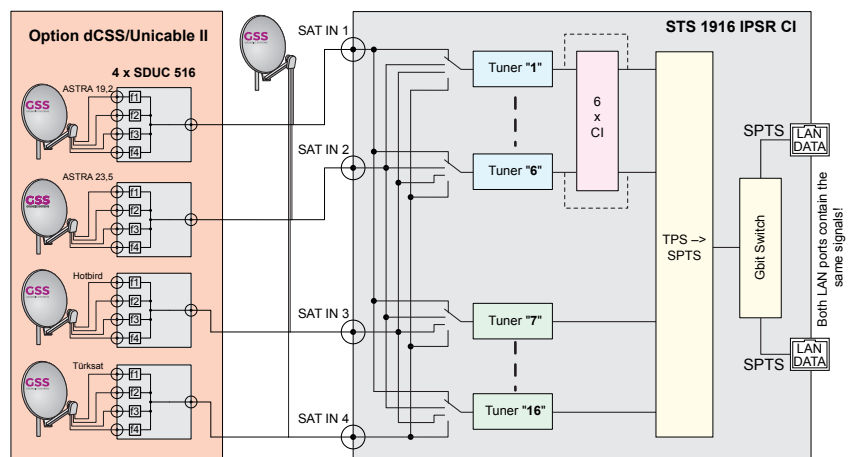 Option dCSS/Unicable II
4 x SDUC 516
ASTRA 19,2
GSS
f1
f2
f3
f4
ASTRA 23,5
GSS
f1
f2
f3
f4
Hotbird
GSS
f1
f2
f3
f4
Türksat
GSS
f1
f2
f3
f4
GSS
SAT IN 1
SAT IN 2
SAT IN 3
SAT IN 4
STS 1916 IPSR CI
Tuner "1"
Tuner "6"
Tuner "7"
Tuner "16"
6
x
CI
TPS –>
SPTS
Gbit Switch
SPTS
LAN
DATA
SPTS
LAN
DATA
Both LAN ports contain the
same signals!